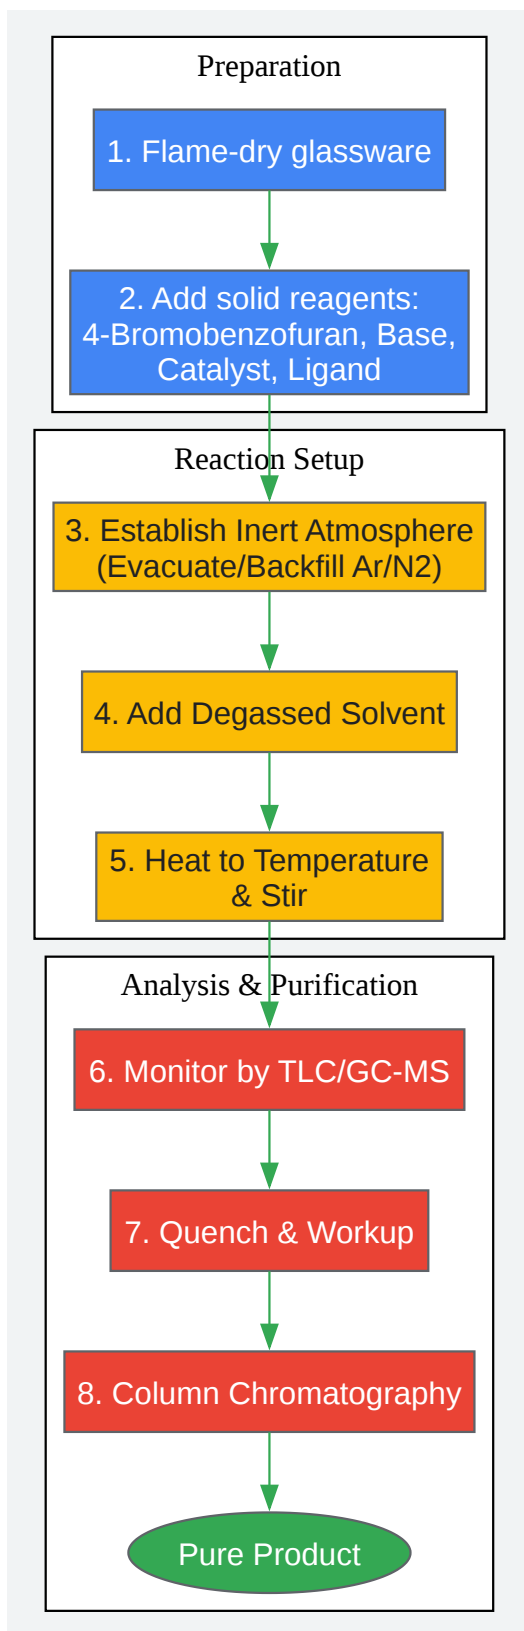 Preparation
1. Flame-dry glassware
2. Add solid reagents:
4-Bromobenzofuran, Base,
Catalyst, Ligand
Reaction Setup
3. Establish Inert Atmosphere
(Evacuate/Backfill Ar/N2)
4. Add Degassed Solvent
5. Heat to Temperature
& Stir
Analysis & Purification
6. Monitor by TLC/GC-MS
7. Quench & Workup
8. Column Chromatography
Pure Product